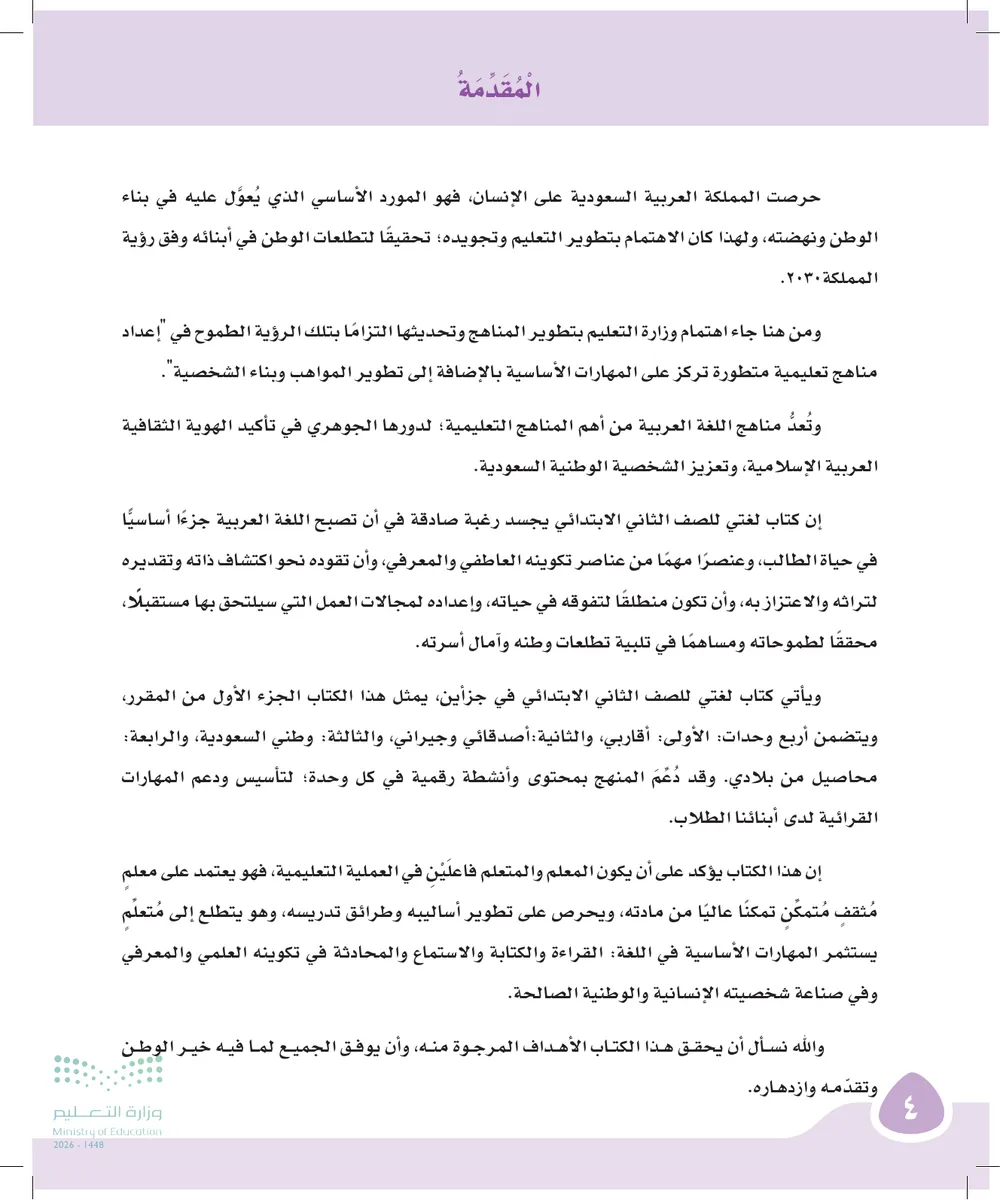 الْمُقَدِّمَةُ
حرصت المملكة العربية السعودية على الإنسان، فهو المورد الأساسي الذي يُعوَّل عليه في بناء
الوطن ونهضته، ولهذا كان الاهتمام بتطوير التعليم وتجويده؛ تحقيقًا لتطلعات الوطن في أبنائه وفق رؤية
المملكة٢٠٣٠.
ومن هنا جاء اهتمام وزارة التعليم بتطوير المناهج وتحديثها التزامًا بتلك الرؤية الطموح في "إعداد
مناهج تعليمية متطورة تركز على المهارات الأساسية بالإضافة إلى تطوير المواهب وبناء الشخصية".
وتُعدُّ مناهج اللغة العربية من أهم المناهج التعليمية؛ لدورها الجوهري في تأكيد الهوية الثقافية
العربية الإسلامية، وتعزيز الشخصية الوطنية السعودية.
إن كتاب لغتي للصف الثاني الابتدائي يجسد رغبة صادقة في أن تصبح اللغة العربية جزءًا أساسيًّا
في حياة الطالب، وعنصرًا مهمًا من عناصر تكوينه العاطفي والمعرفي، وأن تقوده نحو اكتشاف ذاته وتقديره
لتراثه والاعتزاز به، وأن تكون منطلقًا لتفوقه في حياته، وإعداده لمجالات العمل التي سيلتحق بها مستقبلًا،
محققًا لطموحاته ومساهمًا في تلبية تطلعات وطنه وآمال أسرته.
ويأتي كتاب لغتي للصف الثاني الابتدائي في جزأين، يمثل هذا الكتاب الجزء الأول من المقرر،
ويتضمن أربع وحدات: الأولى: أقاربي، والثانية:أصدقائي وجيراني، والثالثة: وطني السعودية، والرابعة:
محاصيل من بلادي. وقد دُعِّمَ المنهج بمحتوى وأنشطة رقمية في كل وحدة؛ لتأسيس ودعم المهارات
القرائية لدى أبنائنا الطلاب.
إن هذا الكتاب يؤكد على أن يكون المعلم والمتعلم فاعلَيْنِ في العملية التعليمية، فهو يعتمد على معلمٍ
مُثقفٍ مُتمكِّنٍ تمكنًا عاليًا من مادته، ويحرص على تطوير أساليبه وطرائق تدريسه، وهو يتطلع إلى مُتعلِّمٍ
يستثمر المهارات الأساسية في اللغة: القراءة والكتابة والاستماع والمحادثة في تكوينه العلمي والمعرفي
وفي صناعة شخصيته الإنسانية والوطنية الصالحة.
والله نسأل أن يحقق هذا الكتاب الأهداف المرجوة منه، وأن يوفق الجميع لما فيه خير الوطن
وتقدّمه وازدهاره.
٤
وزارة التعليم
Ministry of Education
2026 - 1448